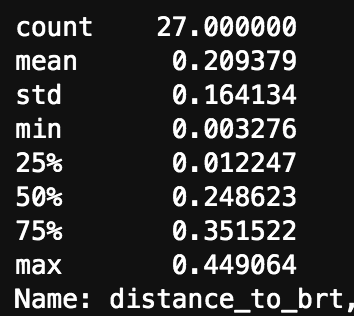 count    27.000000
mean      0.209379
std       0.164134
min       0.003276
25%       0.012247
50%       0.248623
75%       0.351522
max       0.449064
Name: distance_to_brt,